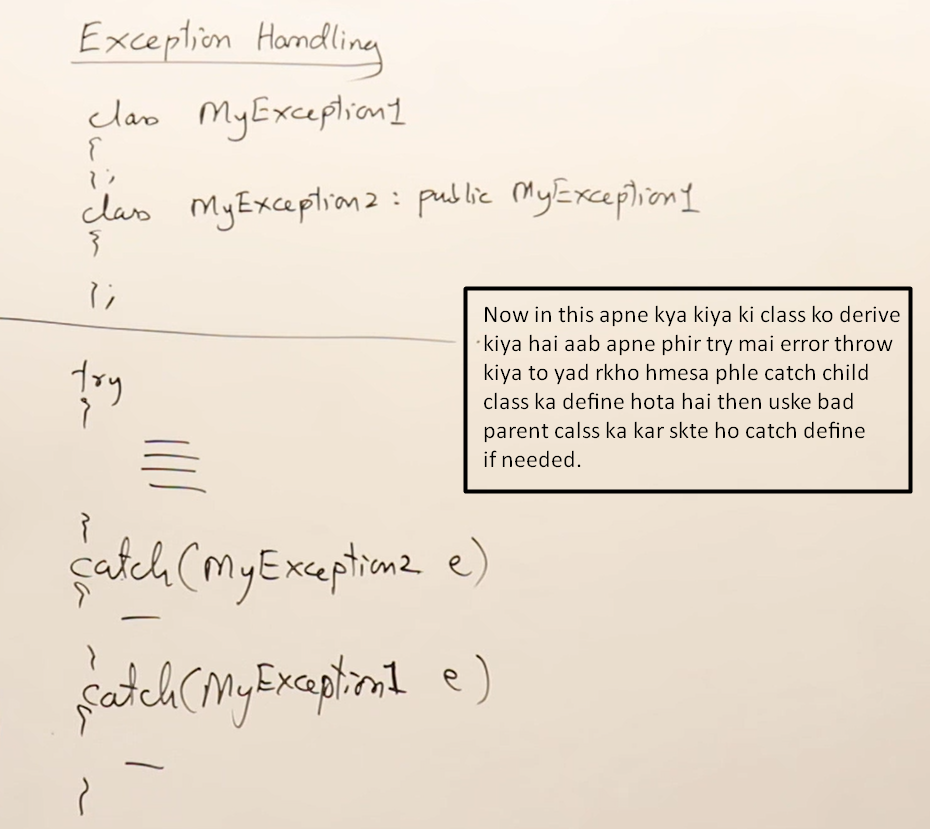 Exception Handling
class MyException1
{
};
class MyException2 : public MyException1
{
};
Now in this apne kya kiya ki class ko derive
kiya hai aab apne phir try mai error throw
kiya to yad rkho hmesa phle catch child
class ka define hota hai then uske bad
parent calss ka kar skte ho catch define
if needed.
try
{
}
catch(MyException2 e)
{
}
catch(MyException1 e)
{
}